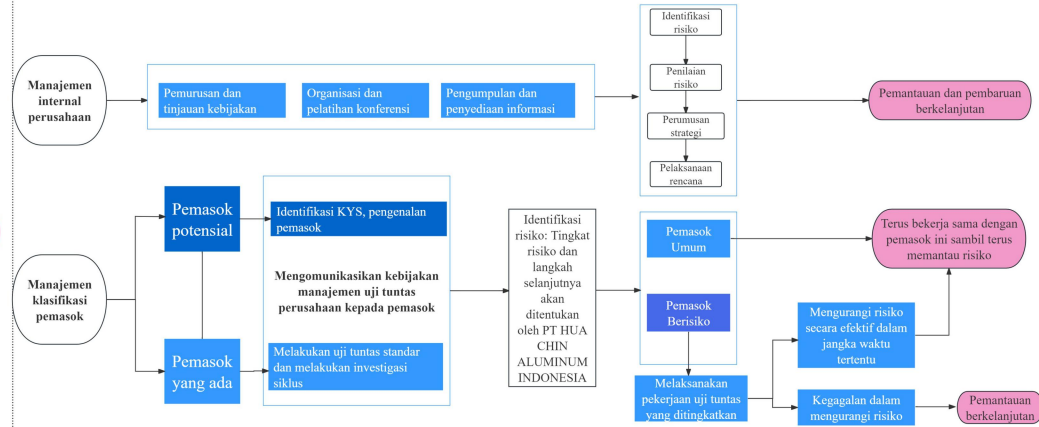 Manajemen
internal
perusahaan
Pemurusan dan
tinjauan kebijakan
Organisasi dan
pelatihan konferensi
Pengumpulan dan
penyediaan informasi
Identifikasi
risiko
Penilaian
risiko
Perumusan
strategi
Pelaksanaan
rencana
Pemantauan dan pembaruan
berkelanjutan
Manajemen
klasifikasi
pemasok
Pemasok
potensial
Pemasok
yang ada
Identifikasi KYS, pengenalan
pemasok
Mengomunikasikan kebijakan
manajemen uji tuntas
perusahaan kepada pemasok
Melakukan uji tuntas standar
dan melakukan investigasi
siklus
Identifikasi
risiko: Tingkat
risiko dan
langkah
selanjutnya
akan
ditentukan
oleh PT HUA
CHIN
ALUMINUM
INDONESIA
Pemasok
Umum
Pemasok
Berisiko
Melaksanakan
pekerjaan uji tuntas
yang ditingkatkan
Terus bekerja sama dengan
pemasok ini sambil terus
memantau risiko
Mengurangi risiko
secara efektif dalam
jangka waktu
tertentu
Kegagalan dalam
mengurangi risiko
Pemantauan
berkelanjutan